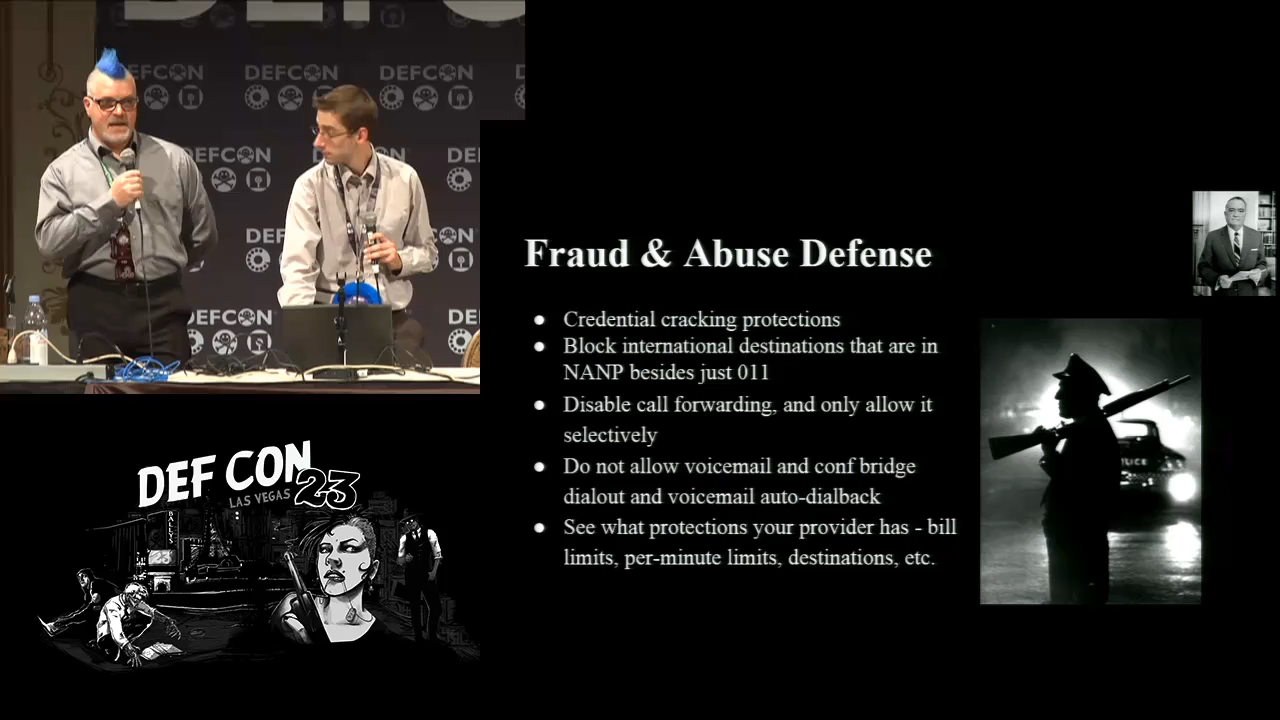 DEFCON
DEFCON
DEFCON
DEFCON
DEFCON
Fraud & Abuse Defense
● Credential cracking protections
● Block international destinations that are in
NANP besides just 011
● Disable call forwarding, and only allow it
selectively
● Do not allow voicemail and conf bridge
dialout and voicemail auto-dialback
● See what protections your provider has - bill
limits, per-minute limits, destinations, etc.
DEF CON
LAS VEGAS 23
BALLY'S